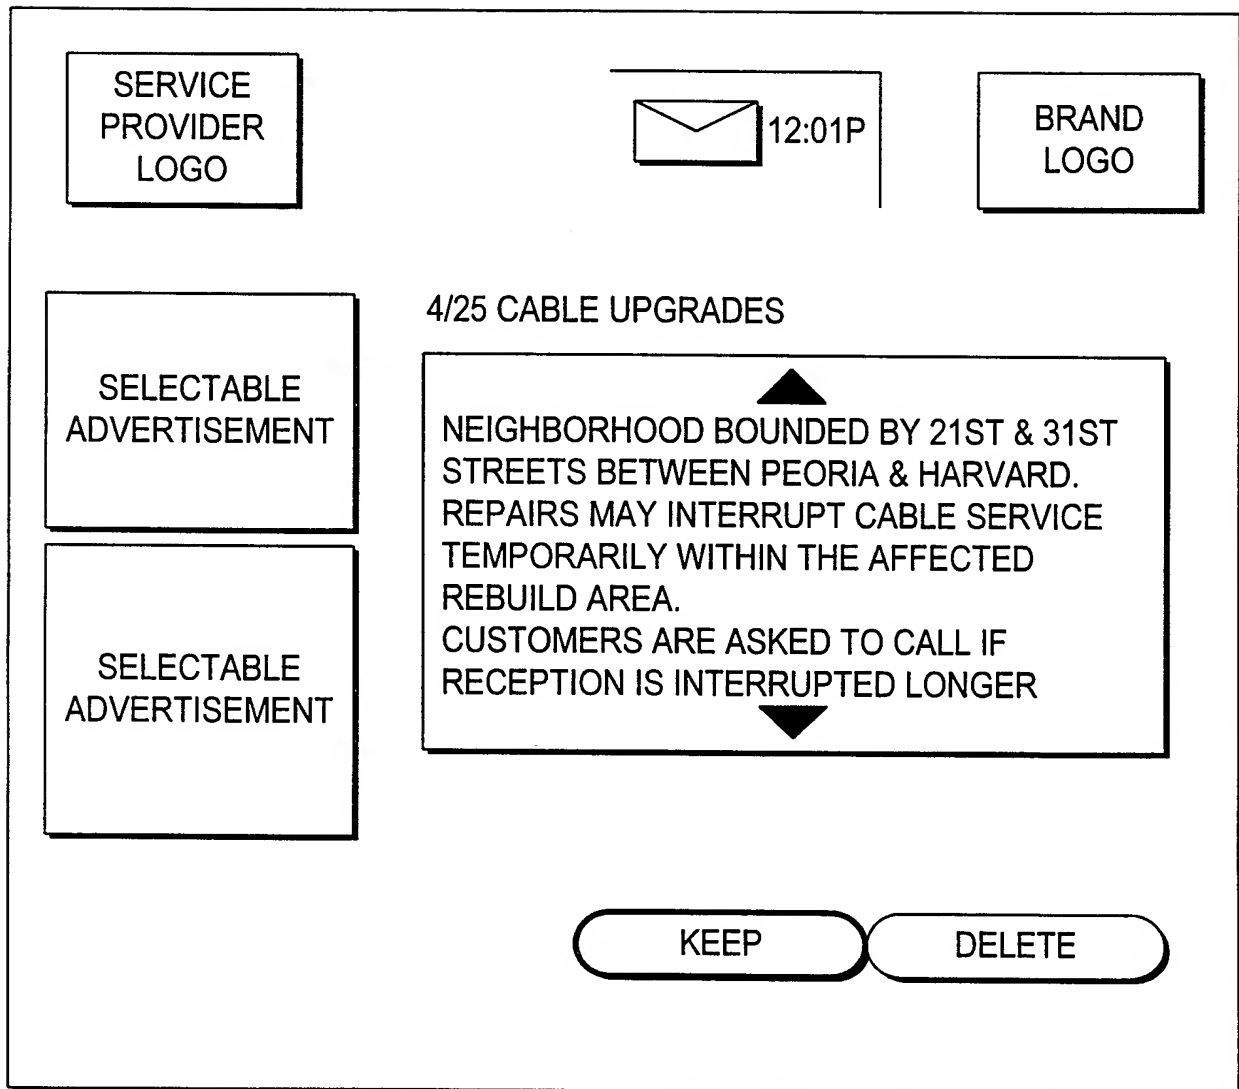 SERVICE
PROVIDER
LOGO
12:01P
BRAND
LOGO
SELECTABLE
ADVERTISEMENT
SELECTABLE
ADVERTISEMENT
4/25 CABLE UPGRADES
NEIGHBORHOOD BOUNDED BY 21ST & 31ST
STREETS BETWEEN PEORIA & HARVARD.
REPAIRS MAY INTERRUPT CABLE SERVICE
TEMPORARILY WITHIN THE AFFECTED
REBUILD AREA.
CUSTOMERS ARE ASKED TO CALL IF
RECEPTION IS INTERRUPTED LONGER
KEEP
DELETE